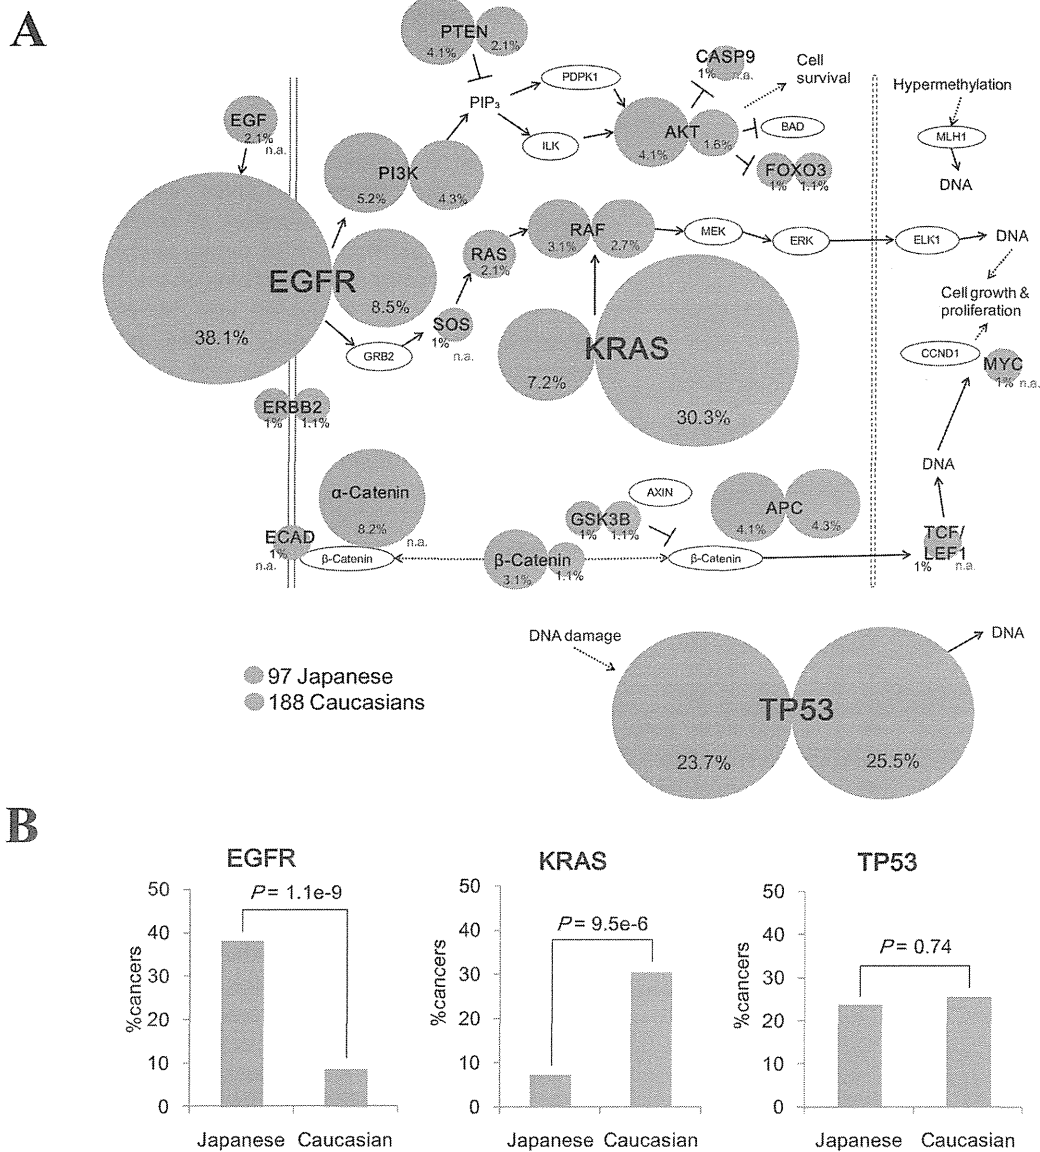 A
PTEN
4.1%
2.1%
CASP9
1%
n.a.
Cell
survival
PDPK1
PIP₃
Hypermethylation
EGF
2.1%
n.a.
AKT
4.1%
1.6%
BAD
MLH1
ILK
PI3K
5.2%
4.3%
FOXO3
1%
1.1%
DNA
RAF
3.1%
2.7%
MEK
ERK
ELK1
DNA
RAS
2.1%
EGFR
38.1%
8.5%
Cell growth &
proliferation
SOS
1%
n.a.
GRB2
KRAS
7.2%
30.3%
CCND1
MYC
1%
n.a.
ERBB2
1%
1.1%
DNA
α-Catenin
8.2%
n.a.
AXIN
APC
4.1%
4.3%
GSK3B
1%
1.1%
ECAD
1%
n.a.
β-Catenin
β-Catenin
3.1%
1.1%
β-Catenin
TCF/
LEF1
1%
n.a.
DNA damage
DNA
97 Japanese
188 Caucasians
TP53
23.7%
25.5%
B
EGFR
P = 1.1e-9
%cancers
50
40
30
20
10
0
Japanese Caucasian
KRAS
P = 9.5e-6
%cancers
50
40
30
20
10
0
Japanese Caucasian
TP53
P = 0.74
%cancers
50
40
30
20
10
0
Japanese Caucasian